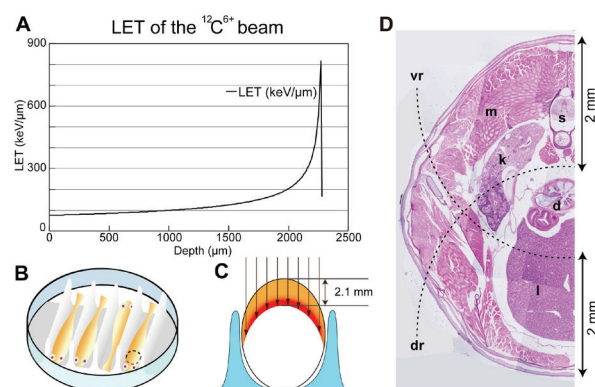 A
LET of the ¹²C⁶⁺ beam
900
600
300
0
LET (keV/μm)
LET (keV/μm)
0
500
1000
1500
2000
2500
Depth (μm)
B
C
2.1 mm
D
vr
m
s
k
d
l
dr
2 mm
2 mm